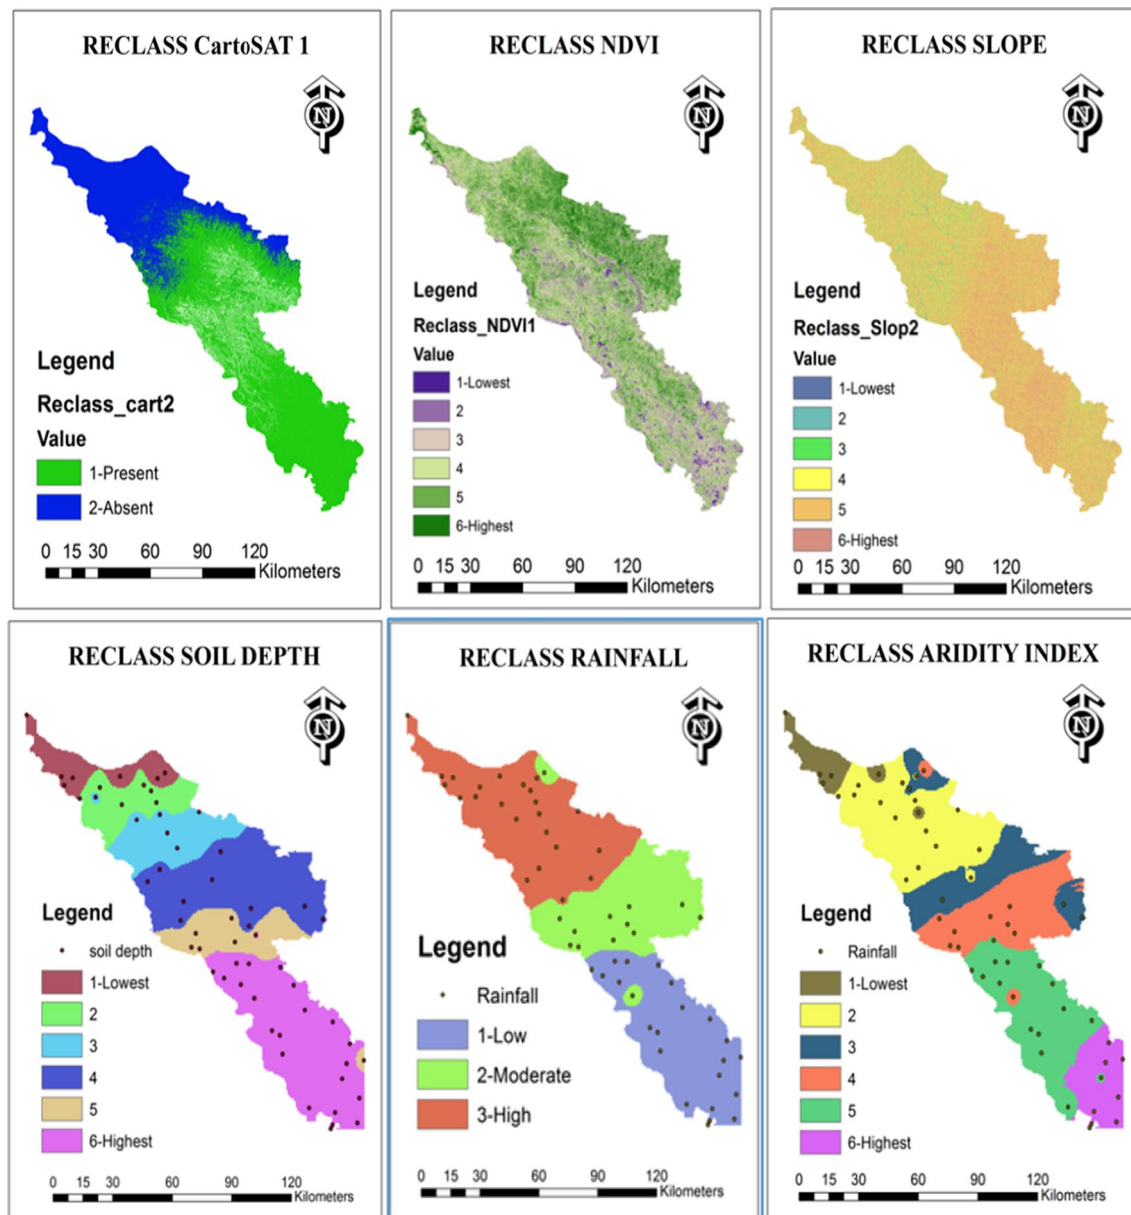 RECLASS CartoSAT 1
N
Legend
Reclass_cart2
Value
1-Present
2-Absent
0 15 30 60 90 120
Kilometers
RECLASS NDVI
N
Legend
Reclass_NDVI1
Value
1-Lowest
2
3
4
5
6-Highest
0 15 30 60 90 120
Kilometers
RECLASS SLOPE
N
Legend
Reclass_Slop2
Value
1-Lowest
2
3
4
5
6-Highest
0 15 30 60 90 120
Kilometers
RECLASS SOIL DEPTH
N
Legend
soil depth
1-Lowest
2
3
4
5
6-Highest
0 15 30 60 90 120
Kilometers
RECLASS RAINFALL
N
Legend
Rainfall
1-Low
2-Moderate
3-High
0 15 30 60 90 120
Kilometers
RECLASS ARIDITY INDEX
N
Legend
Rainfall
1-Lowest
2
3
4
5
6-Highest
0 15 30 60 90 120
Kilometers